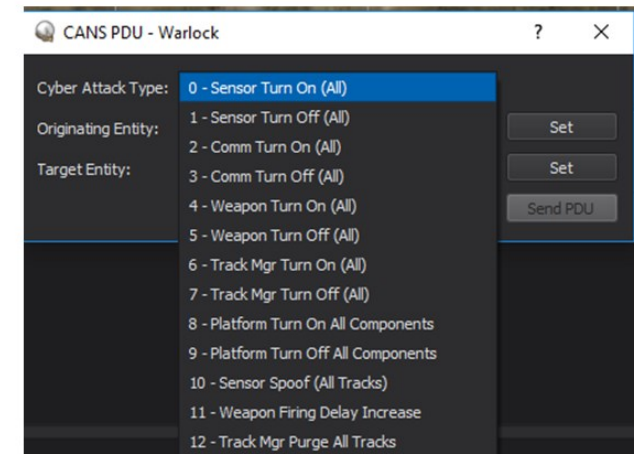 CANS PDU - Warlock ? ×
Cyber Attack Type: 0 - Sensor Turn On (All)
1 - Sensor Turn Off (All)
Originating Entity: Set
2 - Comm Turn On (All)
Target Entity: Set
3 - Comm Turn Off (All)
4 - Weapon Turn On (All) Send PDU
5 - Weapon Turn Off (All)
6 - Track Mgr Turn On (All)
7 - Track Mgr Turn Off (All)
8 - Platform Turn On All Components
9 - Platform Turn Off All Components
10 - Sensor Spoof (All Tracks)
11 - Weapon Firing Delay Increase
12 - Track Mgr Purge All Tracks